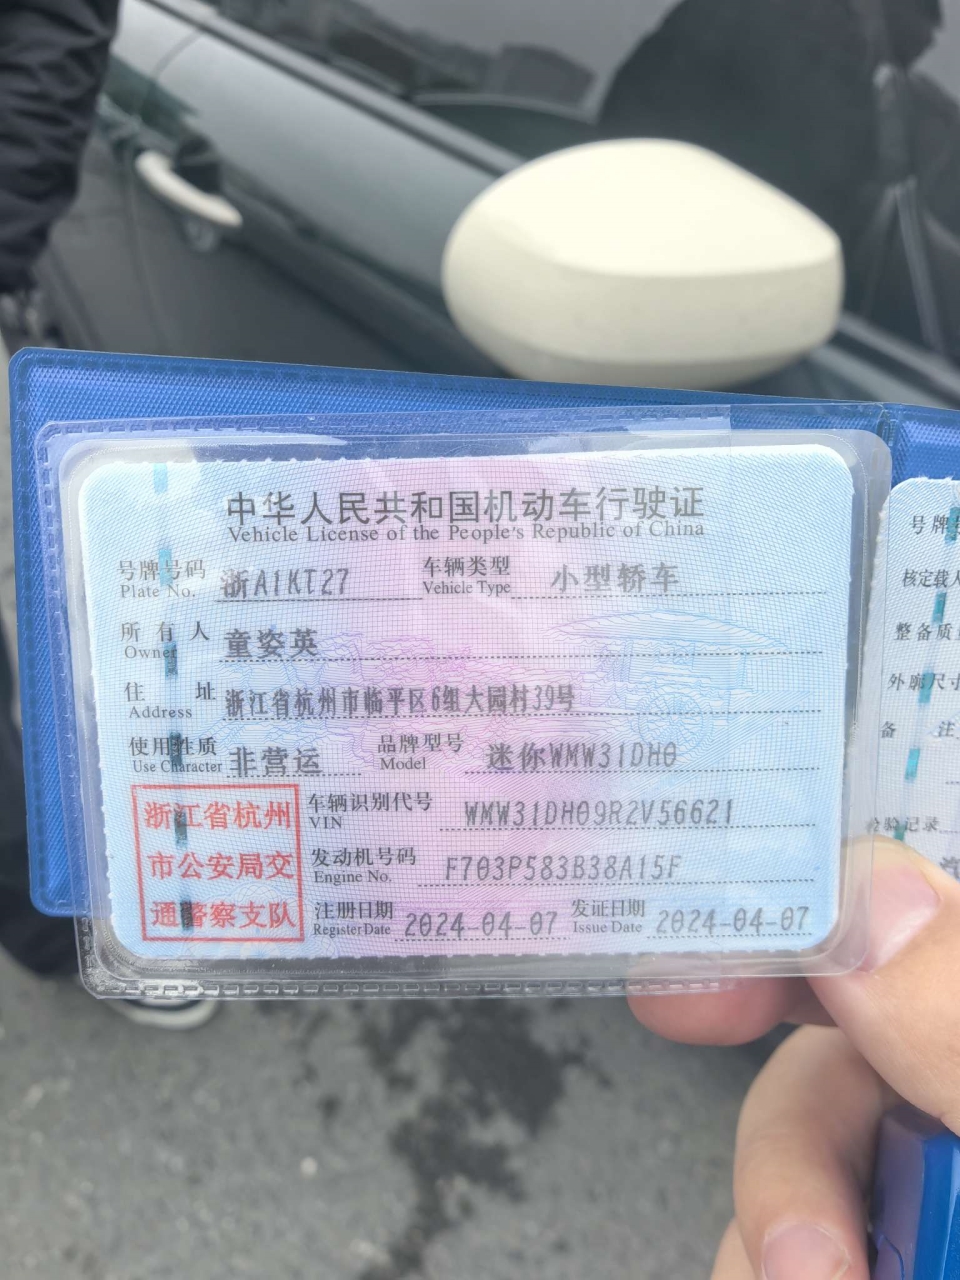 中华人民共和国机动车行驶证
Vehicle License of the People's Republic of China
号牌号码 浙A1KT27 车辆类型 小型轿车
Plate No. Vehicle Type
所有人 童姿英
Owner
住址 浙江省杭州市临平区6组大园村39号
Address
使用性质 非营运 品牌型号 迷你WMW31DH0
Use Character Model
浙江省杭州
市公安局交
通警察支队
车辆识别代号 WMW31DH09R2V56621
VIN
发动机号码 F703P583B38A15F
Engine No.
注册日期 2024-04-07 发证日期 2024-04-07
Register Date Issue Date
号牌
核定载人
整备质
外廓尺寸
备 注
检验记录